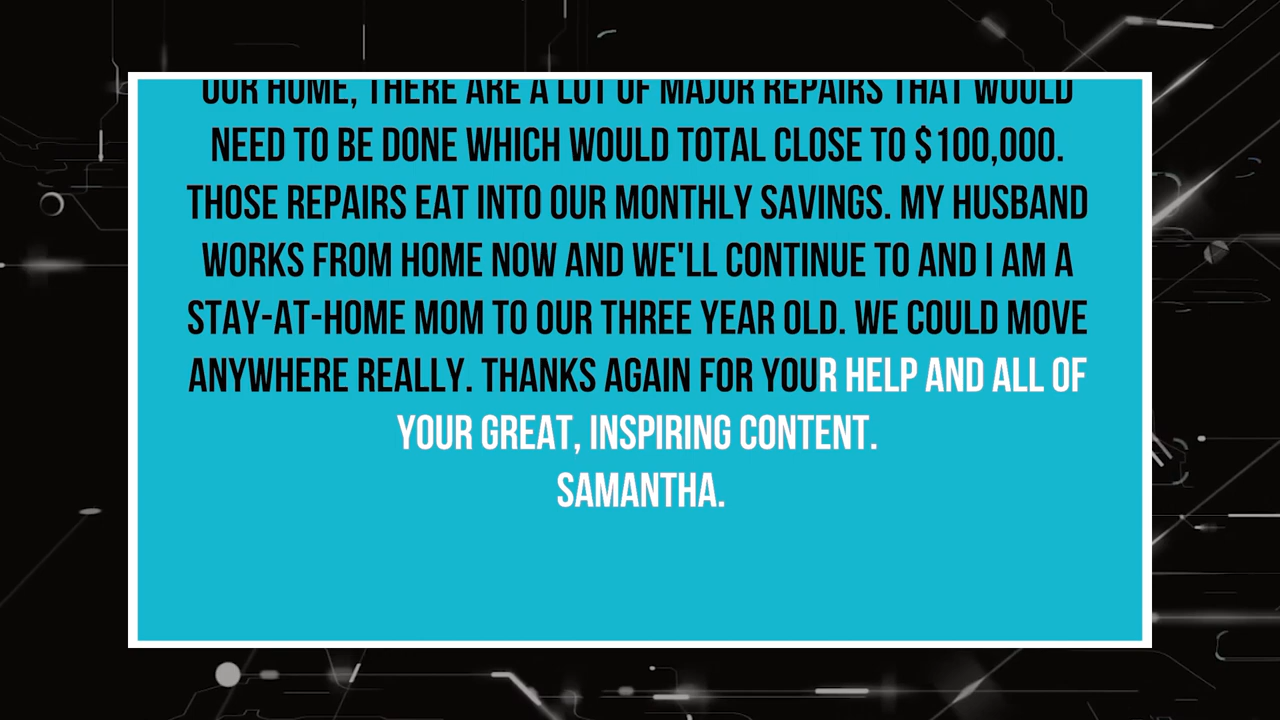 OUR HOME, THERE ARE A LOT OF MAJOR REPAIRS THAT WOULD
NEED TO BE DONE WHICH WOULD TOTAL CLOSE TO $100,000.
THOSE REPAIRS EAT INTO OUR MONTHLY SAVINGS. MY HUSBAND
WORKS FROM HOME NOW AND WE'LL CONTINUE TO AND I AM A
STAY-AT-HOME MOM TO OUR THREE YEAR OLD. WE COULD MOVE
ANYWHERE REALLY. THANKS AGAIN FOR YOUR HELP AND ALL OF
YOUR GREAT, INSPIRING CONTENT.
SAMANTHA.